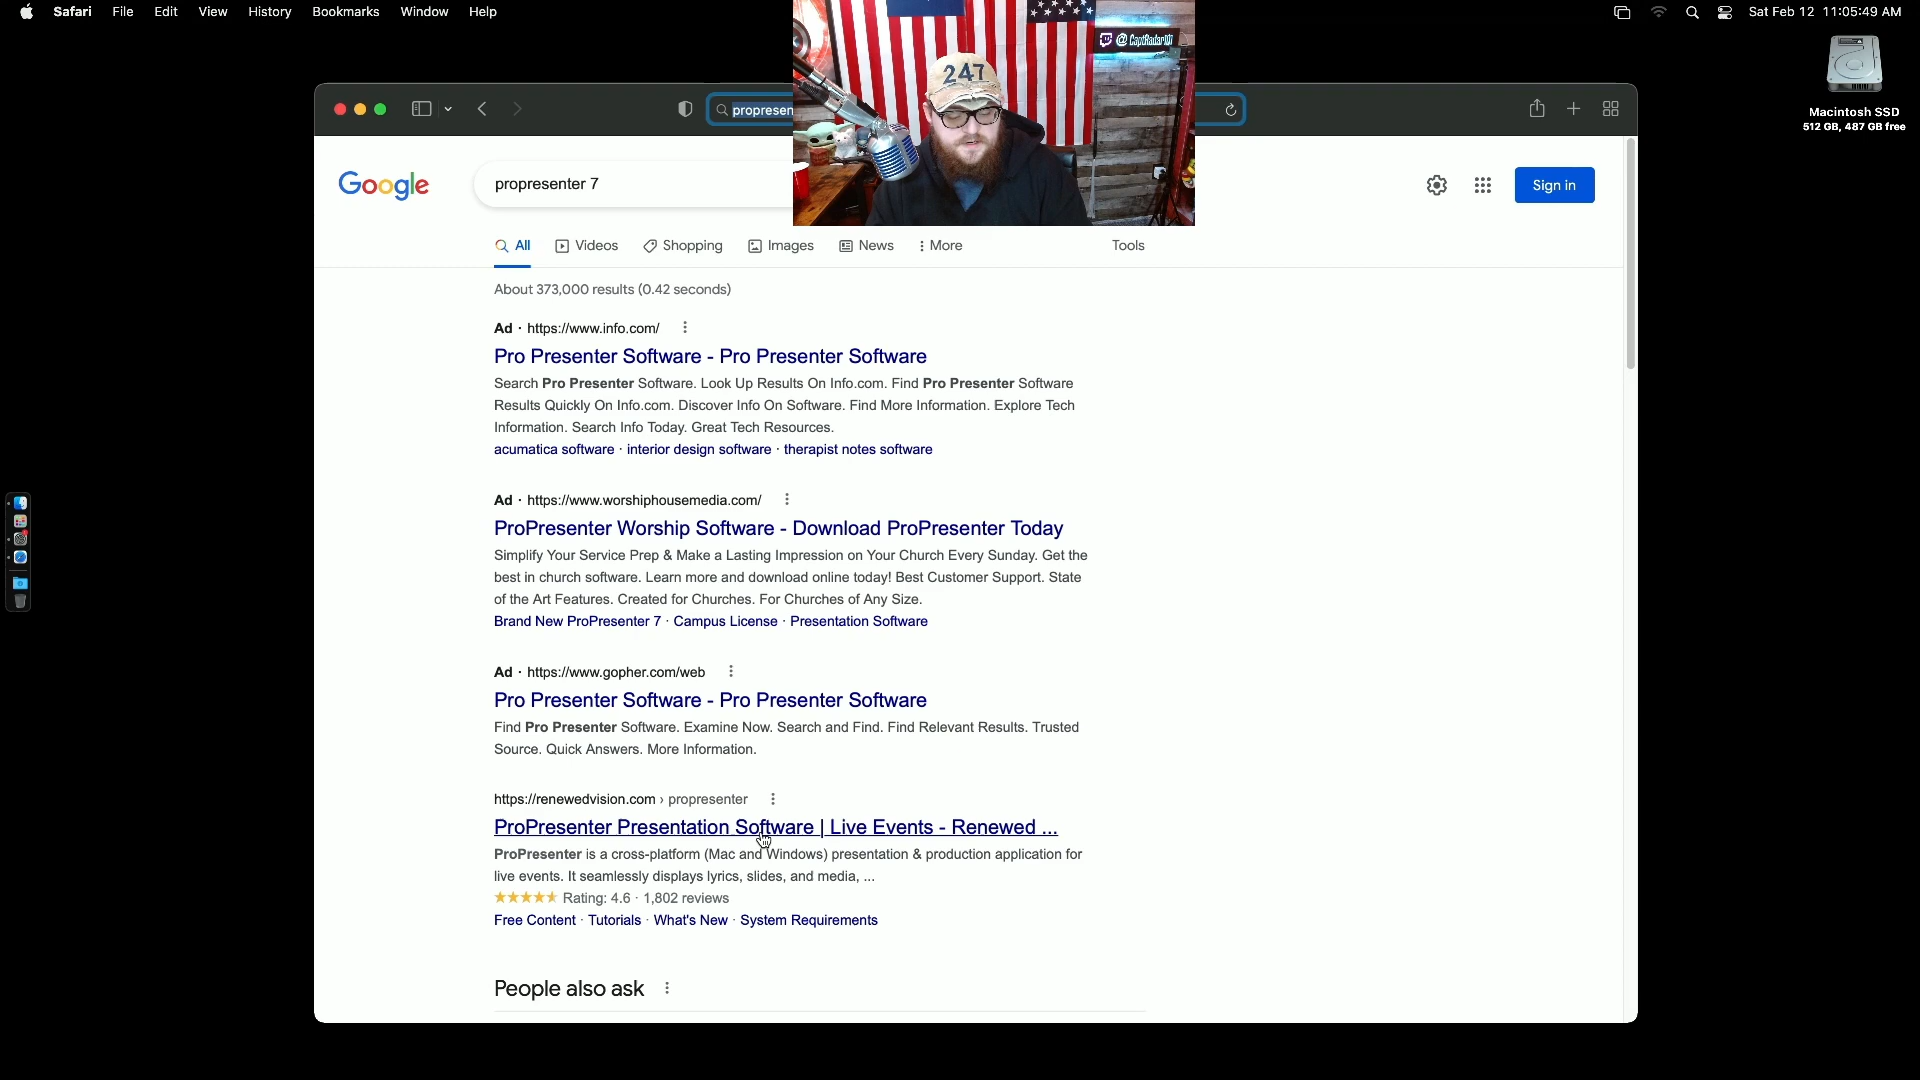 Safari File Edit View History Bookmarks Window Help
Sat Feb 12 11:05:49 AM
Macintosh SSD
512 GB, 487 GB free
247
@CaptRadar101
propresen
Google
propresenter 7
Sign in
All Videos Shopping Images News More Tools
About 373,000 results (0.42 seconds)
Ad · https://www.info.com/
Pro Presenter Software - Pro Presenter Software
Search Pro Presenter Software. Look Up Results On Info.com. Find Pro Presenter Software
Results Quickly On Info.com. Discover Info On Software. Find More Information. Explore Tech
Information. Search Info Today. Great Tech Resources.
acumatica software · interior design software · therapist notes software
Ad · https://www.worshiphousemedia.com/
ProPresenter Worship Software - Download ProPresenter Today
Simplify Your Service Prep & Make a Lasting Impression on Your Church Every Sunday. Get the
best in church software. Learn more and download online today! Best Customer Support. State
of the Art Features. Created for Churches. For Churches of Any Size.
Brand New ProPresenter 7 · Campus License · Presentation Software
Ad · https://www.gopher.com/web
Pro Presenter Software - Pro Presenter Software
Find Pro Presenter Software. Examine Now. Search and Find. Find Relevant Results. Trusted
Source. Quick Answers. More Information.
https://renewedvision.com › propresenter
ProPresenter Presentation Software | Live Events - Renewed ...
ProPresenter is a cross-platform (Mac and Windows) presentation & production application for
live events. It seamlessly displays lyrics, slides, and media, ...
Rating: 4.6 · 1,802 reviews
Free Content · Tutorials · What's New · System Requirements
People also ask